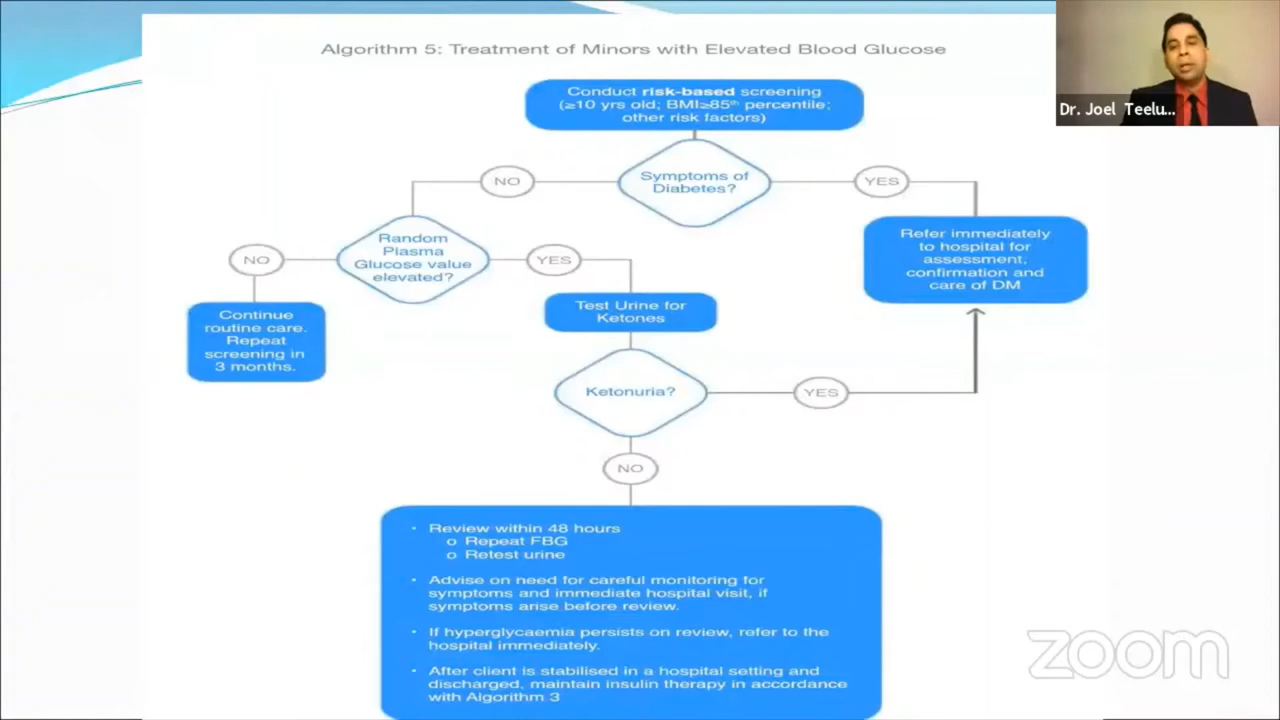 Algorithm 5: Treatment of Minors with Elevated Blood Glucose
Dr. Joel Teelu...
Conduct risk-based screening
(≥10 yrs old; BMI≥85th percentile;
other risk factors)
Symptoms of
Diabetes?
NO
YES
Random
Plasma
Glucose value
elevated?
NO
YES
Refer immediately
to hospital for
assessment,
confirmation and
care of DM
Continue
routine care.
Repeat
screening in
3 months.
Test Urine for
Ketones
Ketonuria?
YES
NO
· Review within 48 hours
o Repeat FBG
o Retest urine
· Advise on need for careful monitoring for
symptoms and immediate hospital visit, if
symptoms arise before review.
· If hyperglycaemia persists on review, refer to the
hospital immediately.
· After client is stabilised in a hospital setting and
discharged, maintain insulin therapy in accordance
with Algorithm 3
zoom